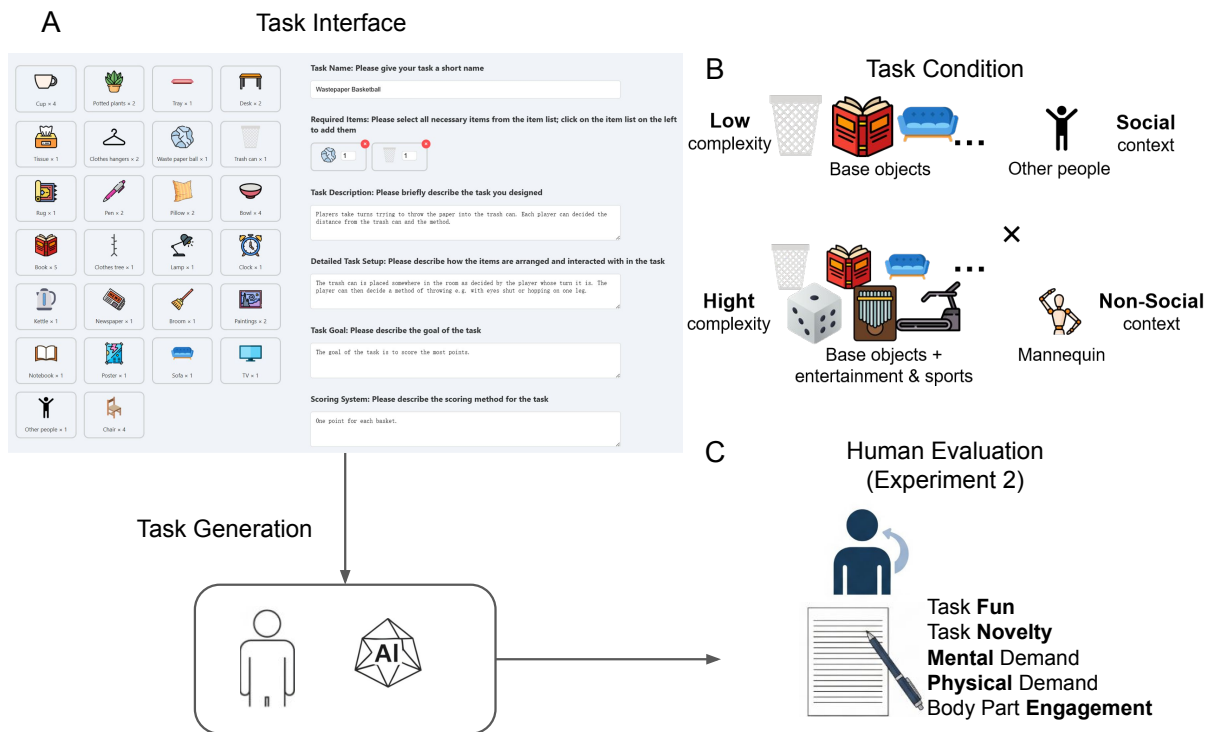 A
Task Interface
Cup × 4
Potted plants × 2
Tray × 1
Desk × 2
Tissue × 1
Clothes hangers × 2
Waste paper ball × 1
Trash can × 1
Rug × 1
Pen × 2
Pillow × 2
Bowl × 4
Book × 5
Clothes tree × 1
Lamp × 1
Clock × 1
Kettle × 1
Newspaper × 1
Broom × 1
Paintings × 2
Notebook × 1
Poster × 1
Sofa × 1
TV × 1
Other people × 1
Chair × 4
Task Name: Please give your task a short name
Wastepaper Basketball
Required Items: Please select all necessary items from the item list; click on the item list on the left
to add them
1
1
Task Description: Please briefly describe the task you designed
Players take turns trying to throw the paper into the trash can. Each player can decided the
distance from the trash can and the method.
Detailed Task Setup: Please describe how the items are arranged and interacted with in the task
The trash can is placed somewhere in the room as decided by the player whose turn it is. The
player can then decide a method of throwing e.g. with eyes shut or hopping on one leg.
Task Goal: Please describe the goal of the task
The goal of the task is to score the most points.
Scoring System: Please describe the scoring method for the task
One point for each basket.
B
Task Condition
Low
complexity
...
Base objects
Other people
Social
context
×
Hight
complexity
...
Base objects +
entertainment & sports
Mannequin
Non-Social
context
Task Generation
AI
C
Human Evaluation
(Experiment 2)
Task Fun
Task Novelty
Mental Demand
Physical Demand
Body Part Engagement